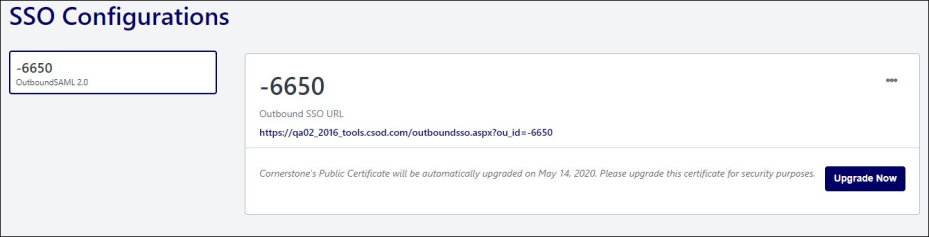 SSO Configurations
-6650
OutboundSAML 2.0
-6650
Outbound SSO URL
https://qa02_2016_tools.csod.com/outboundsso.aspx?ou_id=-6650
Cornerstone's Public Certificate will be automatically upgraded on May 14, 2020. Please upgrade this certificate for security purposes.
Upgrade Now